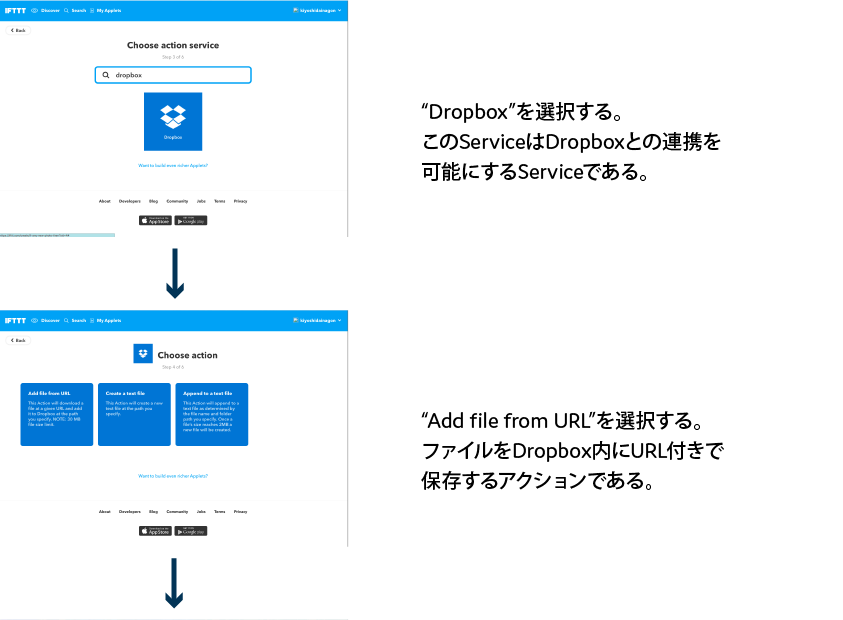 IFTTT Discover Search My Applets kiyoshidainagon
Back
Choose action service
Step 3 of 6
dropbox
Dropbox
Want to build even richer Applets?
About Developers Blog Community Jobs Terms Privacy
App Store Google play
“Dropbox”を選択する。
このServiceはDropboxとの連携を
可能にするServiceである。
IFTTT Discover Search My Applets kiyoshidainagon
Back
Choose action
Step 4 of 6
Add file from URL
This Action will download a
file at a given URL and add
it to Dropbox at the path
you specify. NOTE: 30 MB
file size limit.
Create a text file
This Action will create a new
text file at the path you
specify.
Append to a text file
This Action will append to a
text file as determined by
the file name and folder
path you specify. Once a
file's size reaches 2MB a
new file will be created.
Want to build even richer Applets?
About Developers Blog Community Jobs Terms Privacy
App Store Google play
“Add file from URL”を選択する。
ファイルをDropbox内にURL付きで
保存するアクションである。